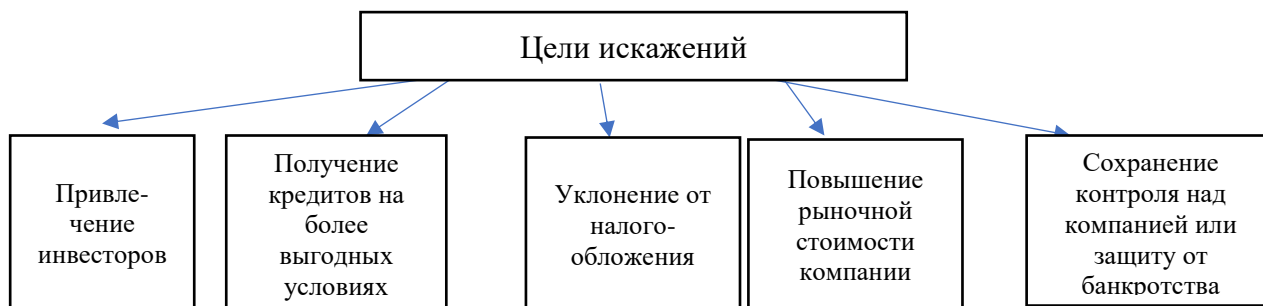 Цели искажений
Привле-
чение
инвесторов
Получение
кредитов на
более
выгодных
условиях
Уклонение от
налого-
обложения
Повышение
рыночной
стоимости
компании
Сохранение
контроля над
компанией или
защиту от
банкротства